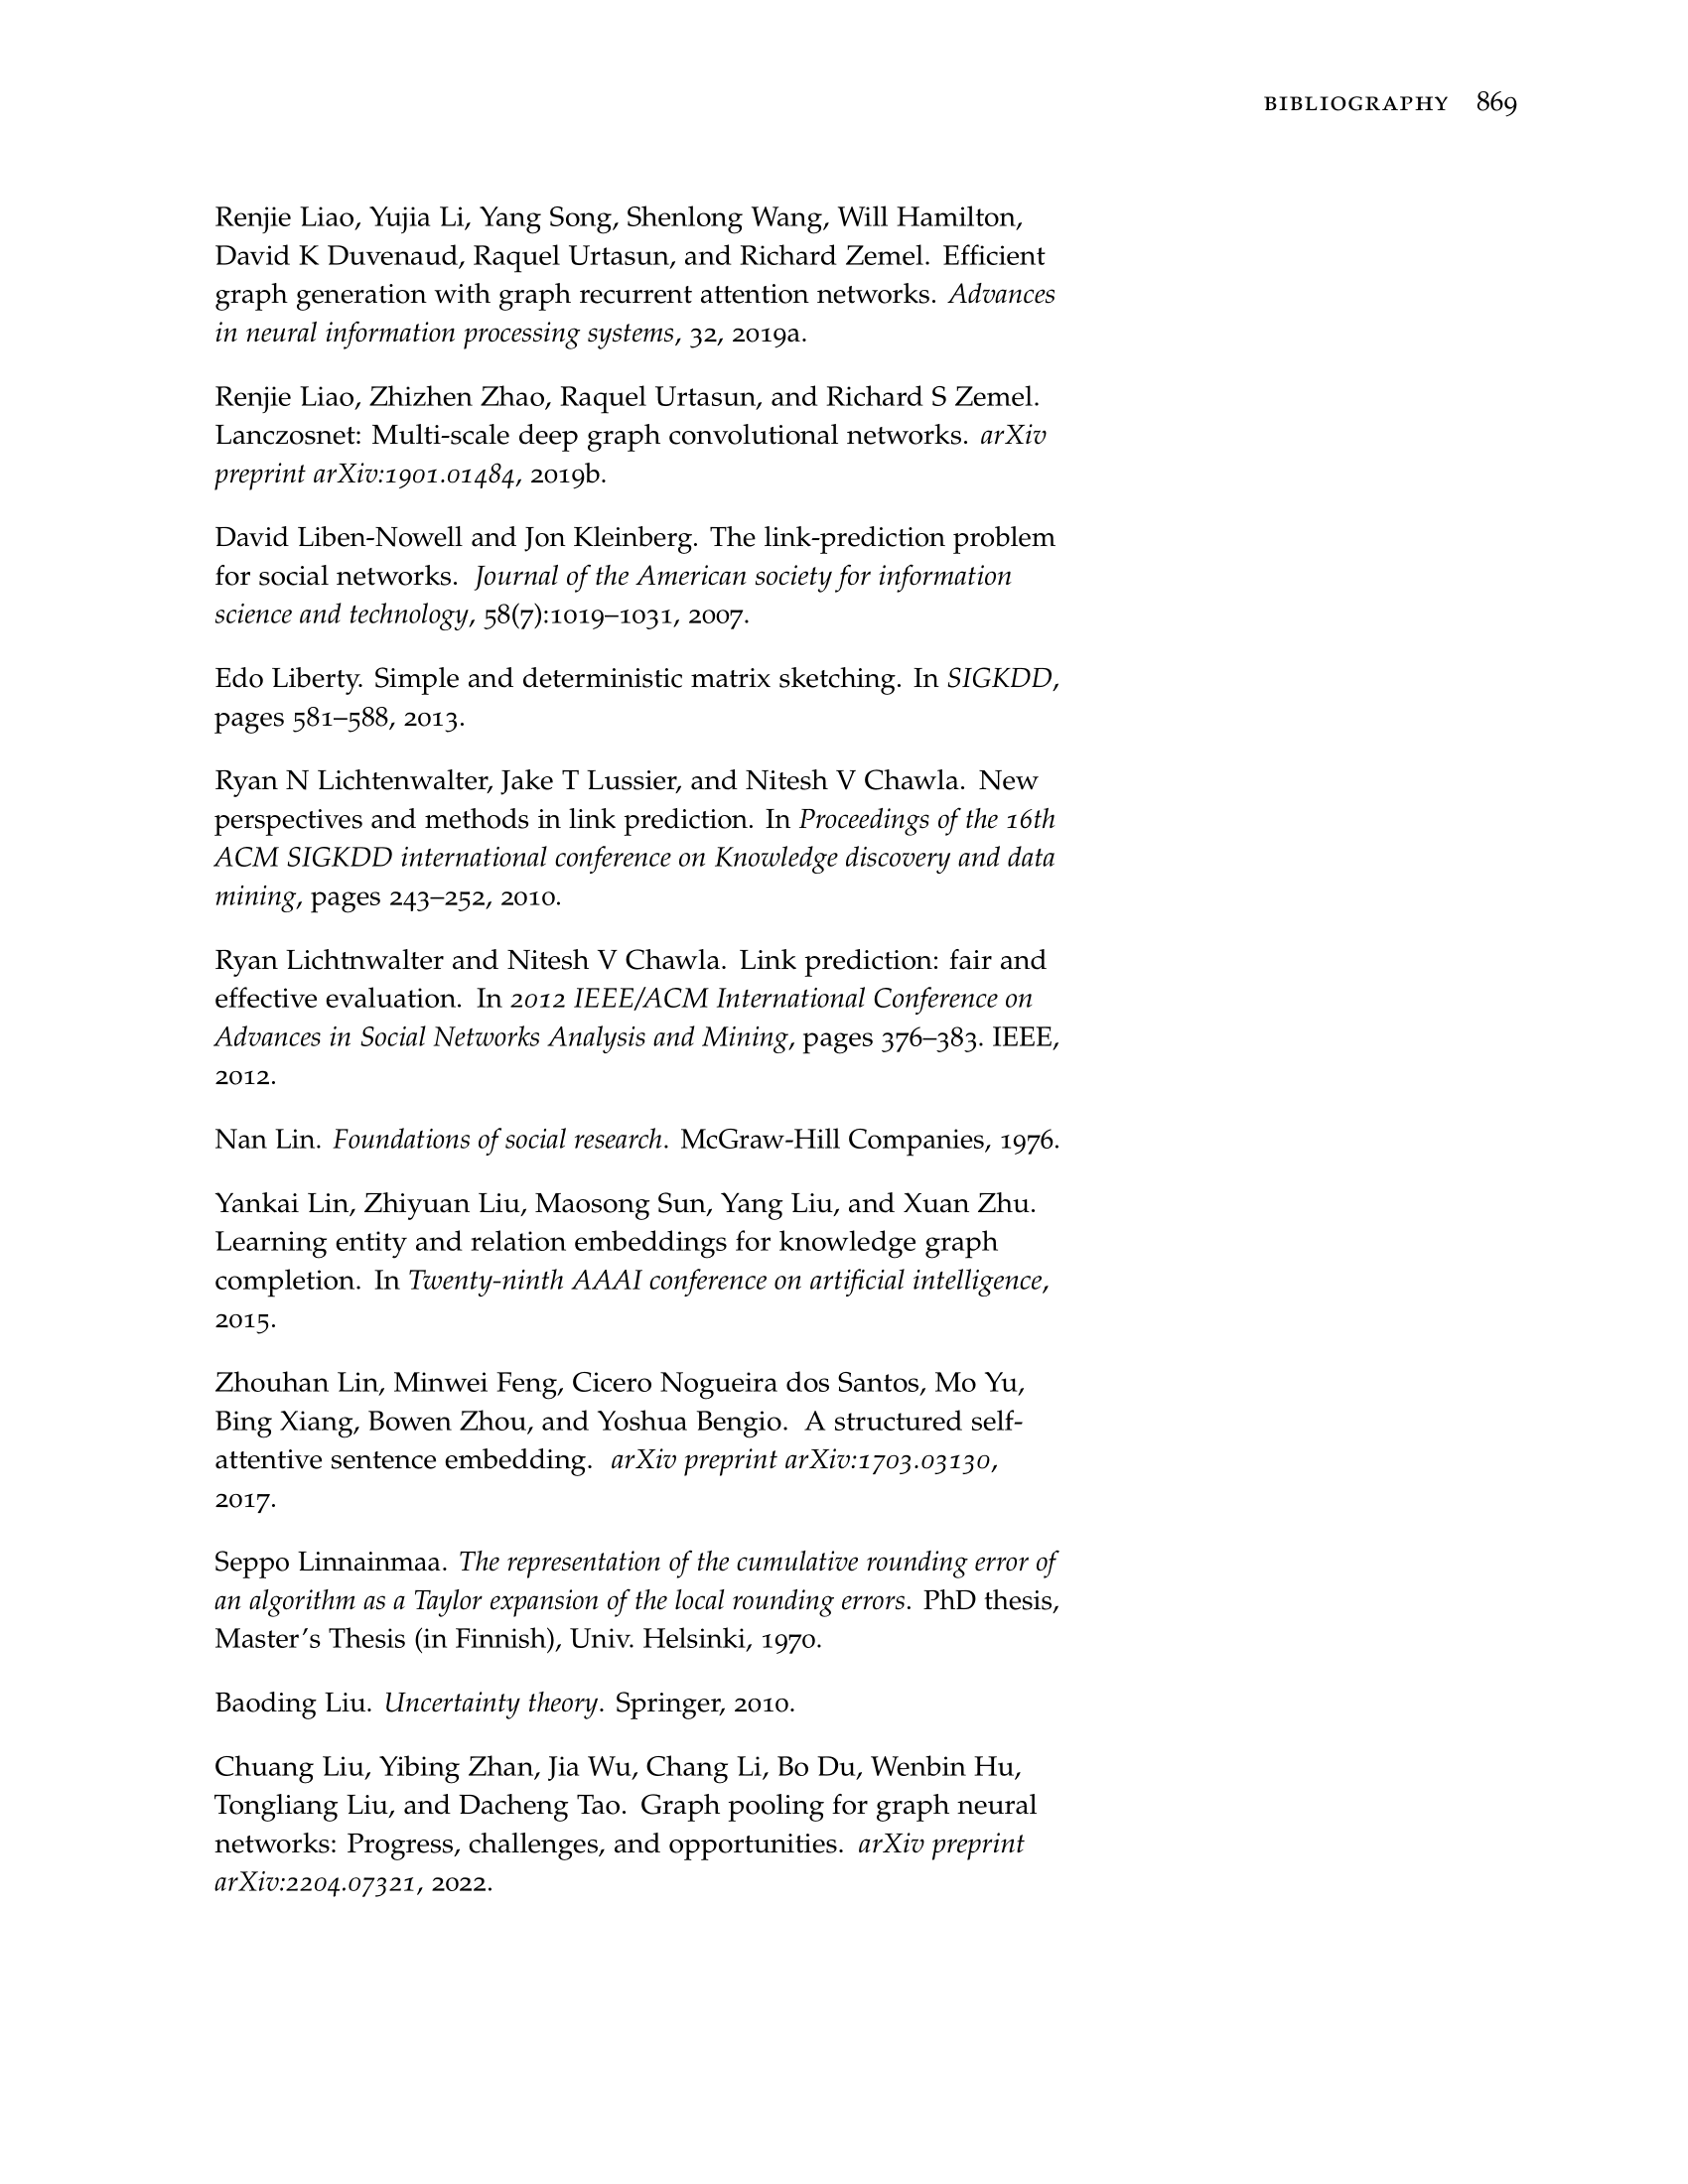 BIBLIOGRAPHY 869
Renjie Liao, Yujia Li, Yang Song, Shenlong Wang, Will Hamilton,
David K Duvenaud, Raquel Urtasun, and Richard Zemel. Efficient
graph generation with graph recurrent attention networks. Advances
in neural information processing systems, 32, 2019a.
Renjie Liao, Zhizhen Zhao, Raquel Urtasun, and Richard S Zemel.
Lanczosnet: Multi-scale deep graph convolutional networks. arXiv
preprint arXiv:1901.01484, 2019b.
David Liben-Nowell and Jon Kleinberg. The link-prediction problem
for social networks. Journal of the American society for information
science and technology, 58(7):1019–1031, 2007.
Edo Liberty. Simple and deterministic matrix sketching. In SIGKDD,
pages 581–588, 2013.
Ryan N Lichtenwalter, Jake T Lussier, and Nitesh V Chawla. New
perspectives and methods in link prediction. In Proceedings of the 16th
ACM SIGKDD international conference on Knowledge discovery and data
mining, pages 243–252, 2010.
Ryan Lichtnwalter and Nitesh V Chawla. Link prediction: fair and
effective evaluation. In 2012 IEEE/ACM International Conference on
Advances in Social Networks Analysis and Mining, pages 376–383. IEEE,
2012.
Nan Lin. Foundations of social research. McGraw-Hill Companies, 1976.
Yankai Lin, Zhiyuan Liu, Maosong Sun, Yang Liu, and Xuan Zhu.
Learning entity and relation embeddings for knowledge graph
completion. In Twenty-ninth AAAI conference on artificial intelligence,
2015.
Zhouhan Lin, Minwei Feng, Cicero Nogueira dos Santos, Mo Yu,
Bing Xiang, Bowen Zhou, and Yoshua Bengio. A structured self-
attentive sentence embedding. arXiv preprint arXiv:1703.03130,
2017.
Seppo Linnainmaa. The representation of the cumulative rounding error of
an algorithm as a Taylor expansion of the local rounding errors. PhD thesis,
Master's Thesis (in Finnish), Univ. Helsinki, 1970.
Baoding Liu. Uncertainty theory. Springer, 2010.
Chuang Liu, Yibing Zhan, Jia Wu, Chang Li, Bo Du, Wenbin Hu,
Tongliang Liu, and Dacheng Tao. Graph pooling for graph neural
networks: Progress, challenges, and opportunities. arXiv preprint
arXiv:2204.07321, 2022.